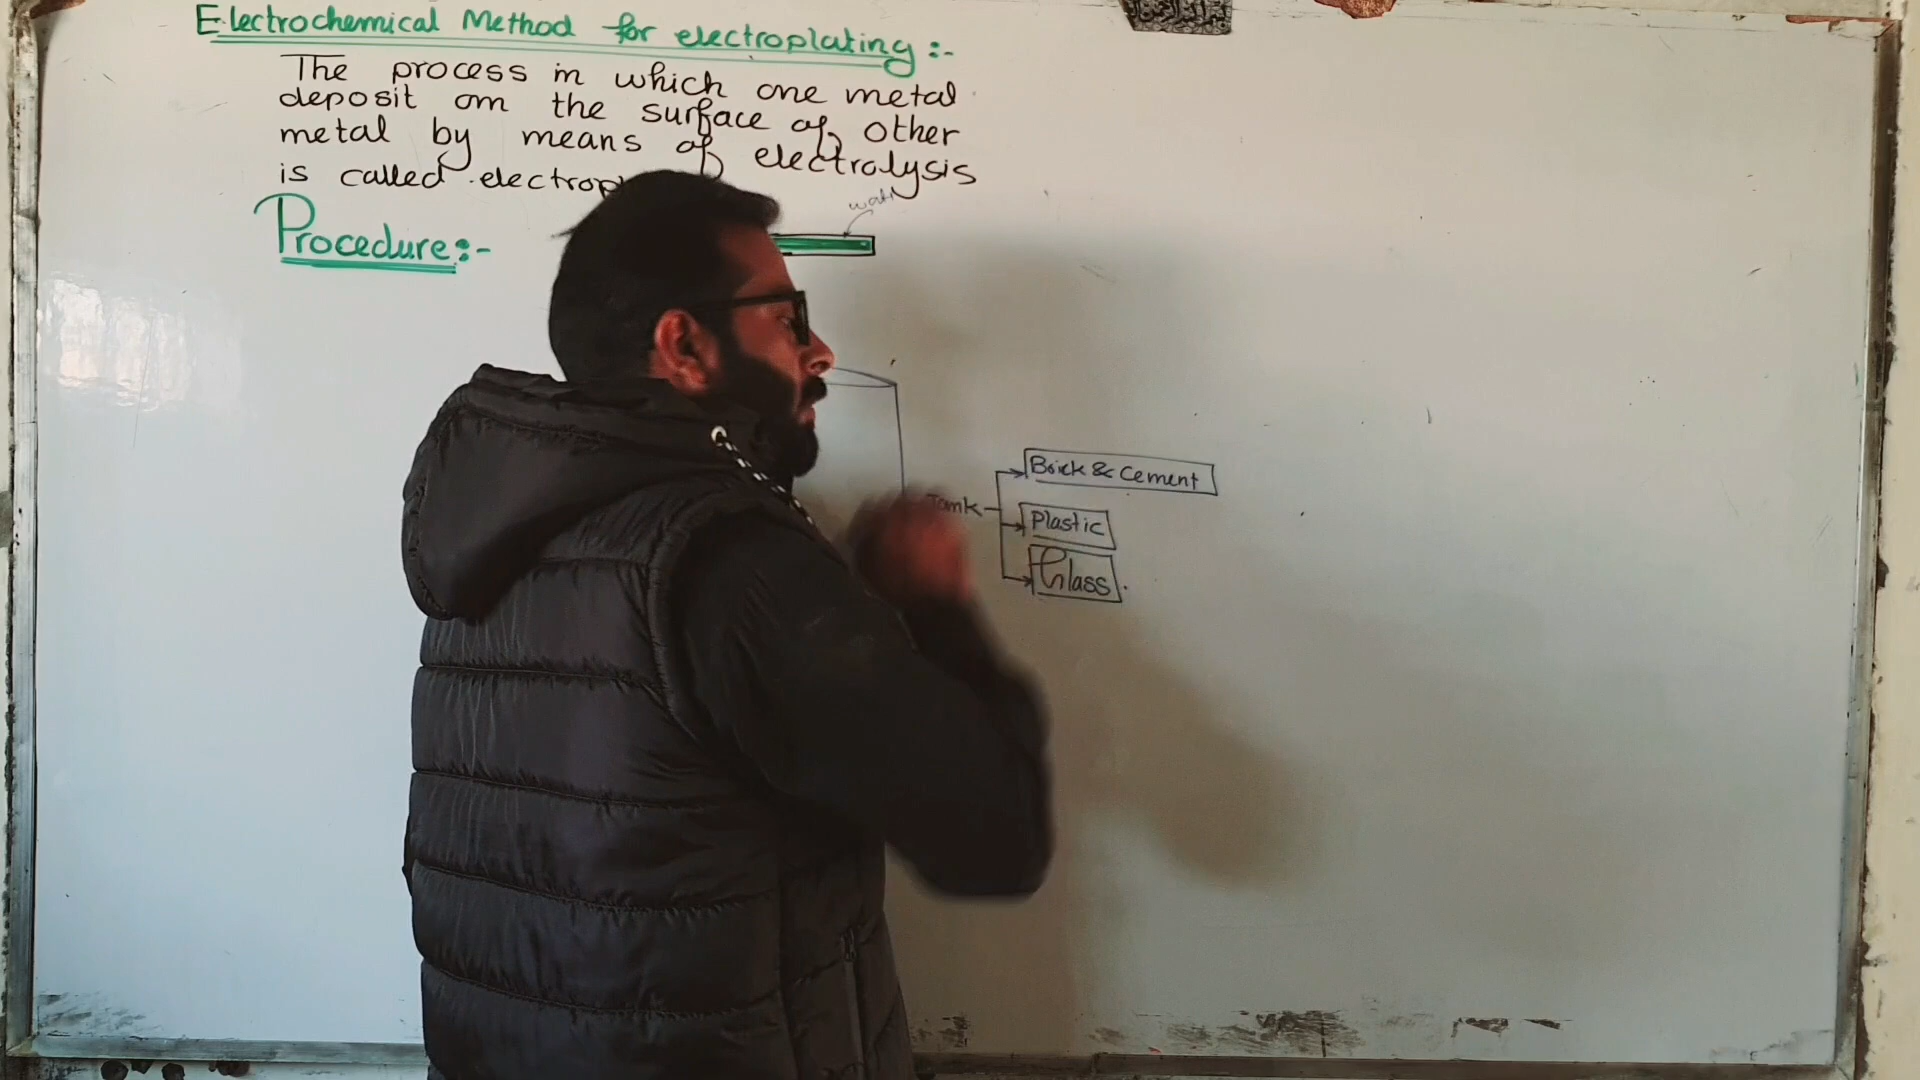 Electrochemical Method for electroplating :-
The process in which one metal
deposit on the surface of other
metal by means of electrolysis
is called
Procedure:-
Brick & Cement
Tank
Plastic
Glass